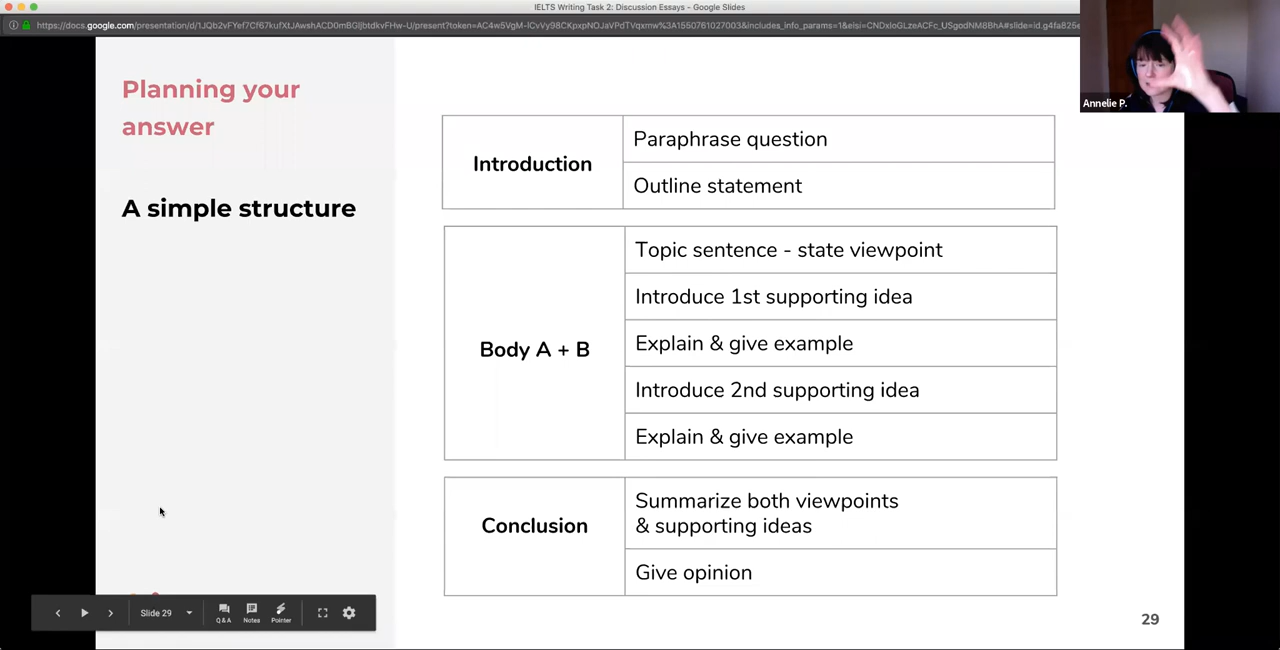 IELTS Writing Task 2: Discussion Essays - Google Slides
Planning your
answer
A simple structure
Annelie P.
Introduction
Paraphrase question
Outline statement
Body A + B
Topic sentence - state viewpoint
Introduce 1st supporting idea
Explain & give example
Introduce 2nd supporting idea
Explain & give example
Conclusion
Summarize both viewpoints
& supporting ideas
Give opinion
Slide 29
Q&A
Notes
Pointer
29